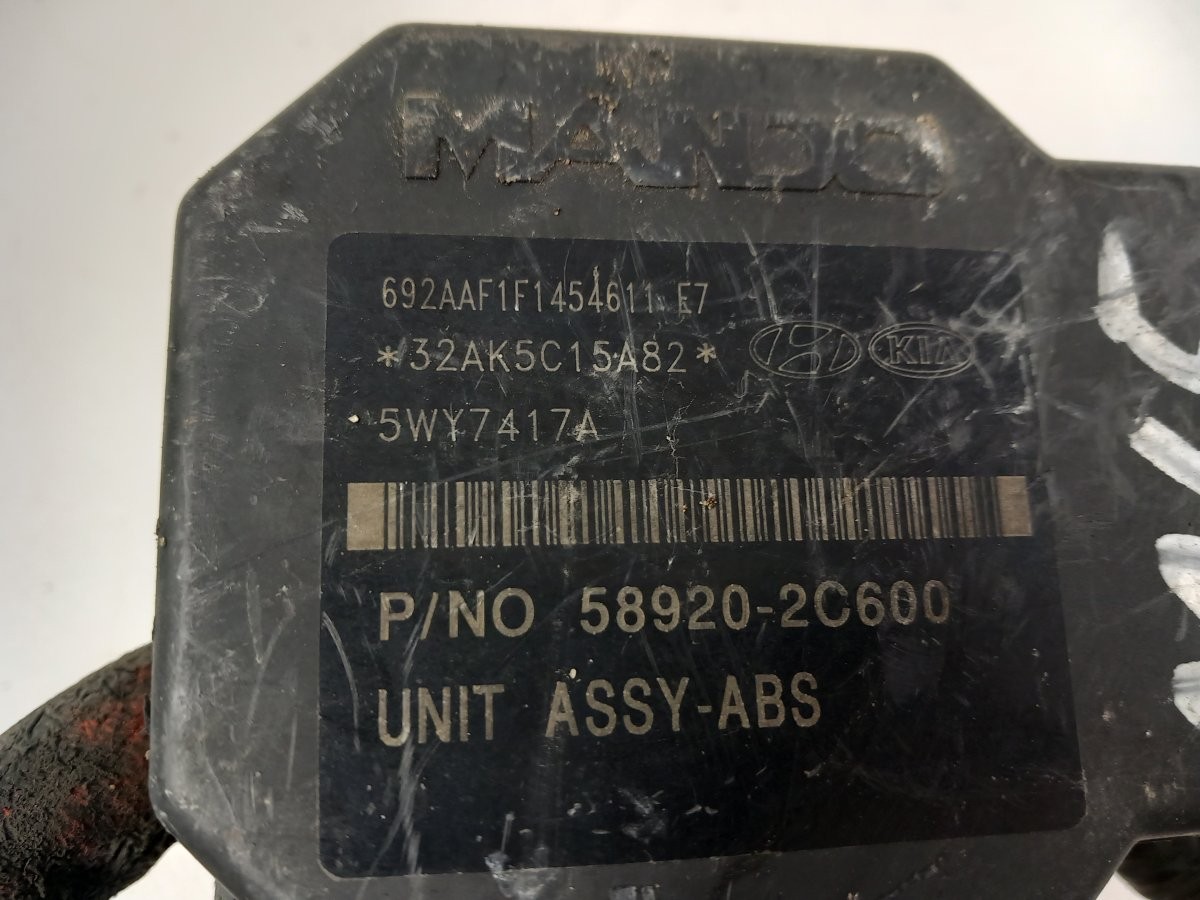 MANDO
692AAF1F1454611 E7
*32AK5C15A82*
KIA
5WY7417A
P/NO 58920-2C600
UNIT ASSY-ABS